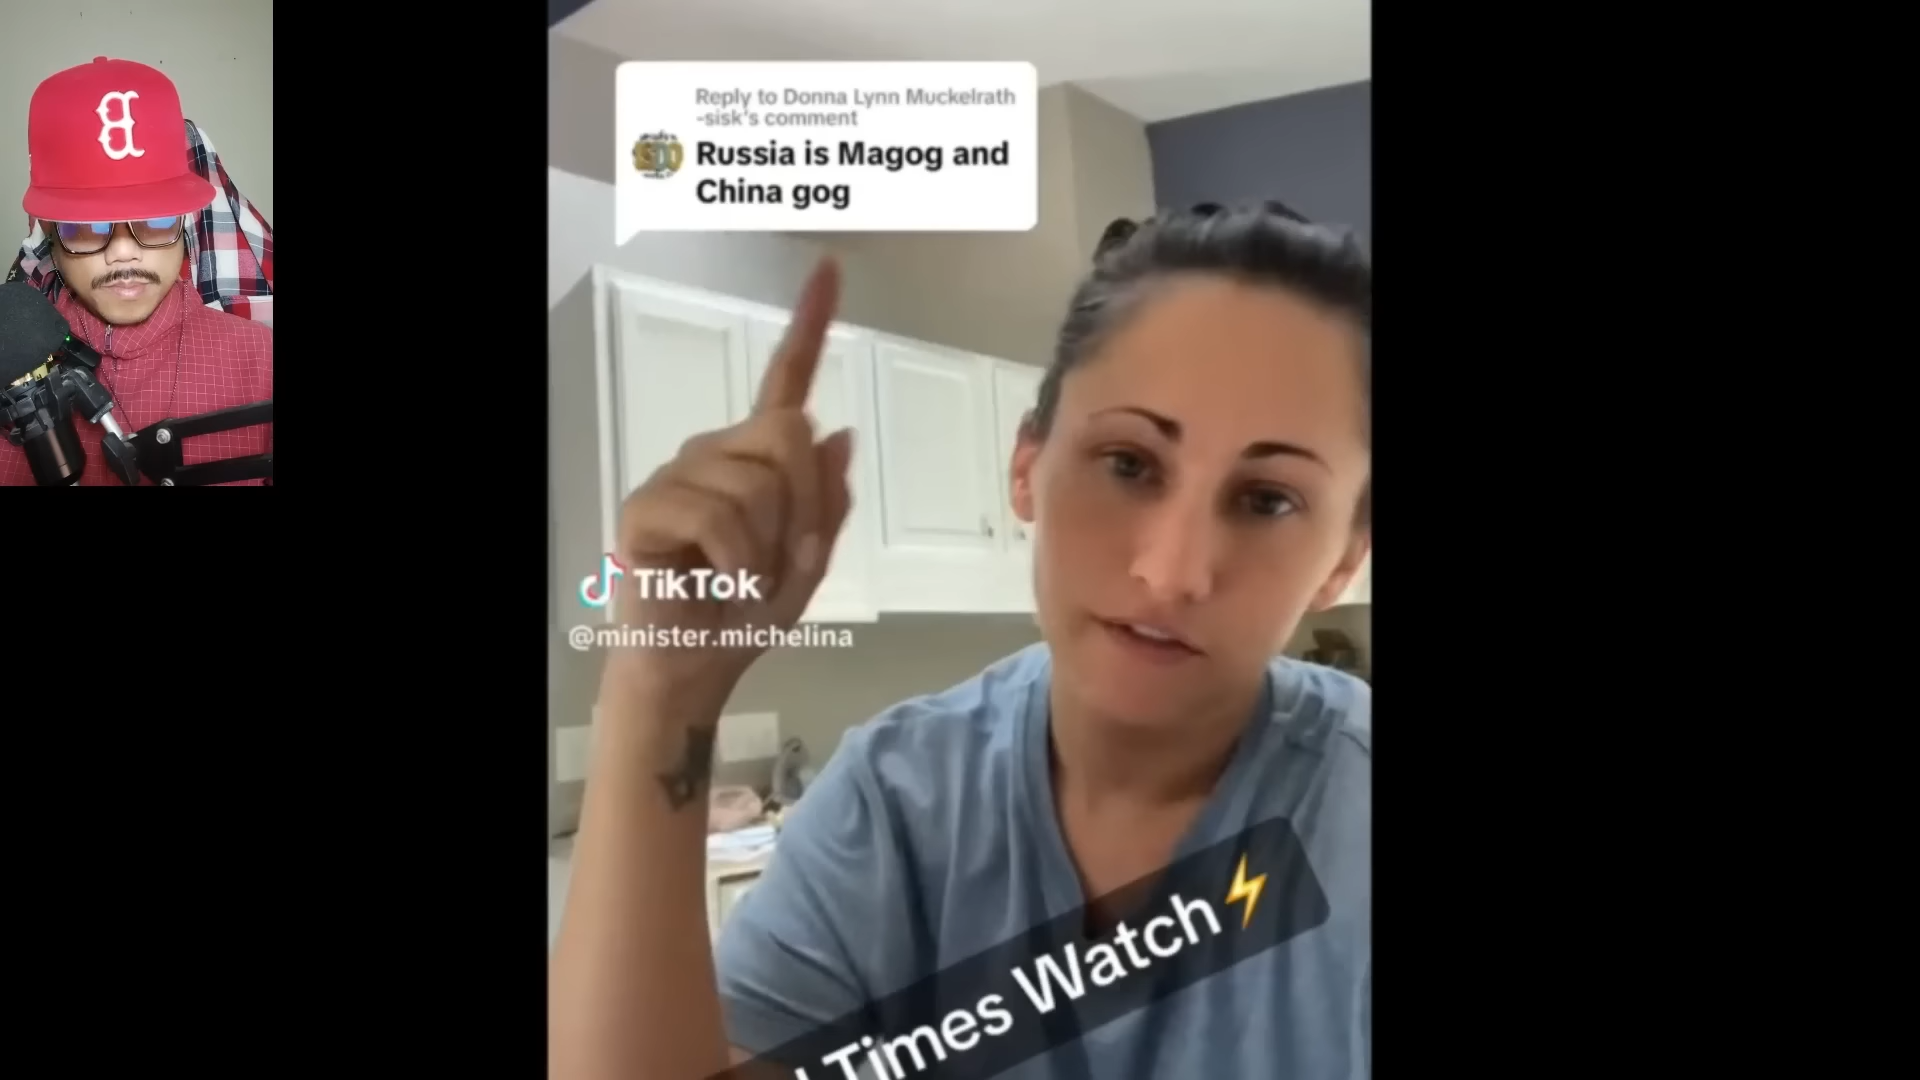 Reply to Donna Lynn Muckelrath
-sisk's comment
Russia is Magog and
China gog
TikTok
@minister.michelina
Times Watch⚡